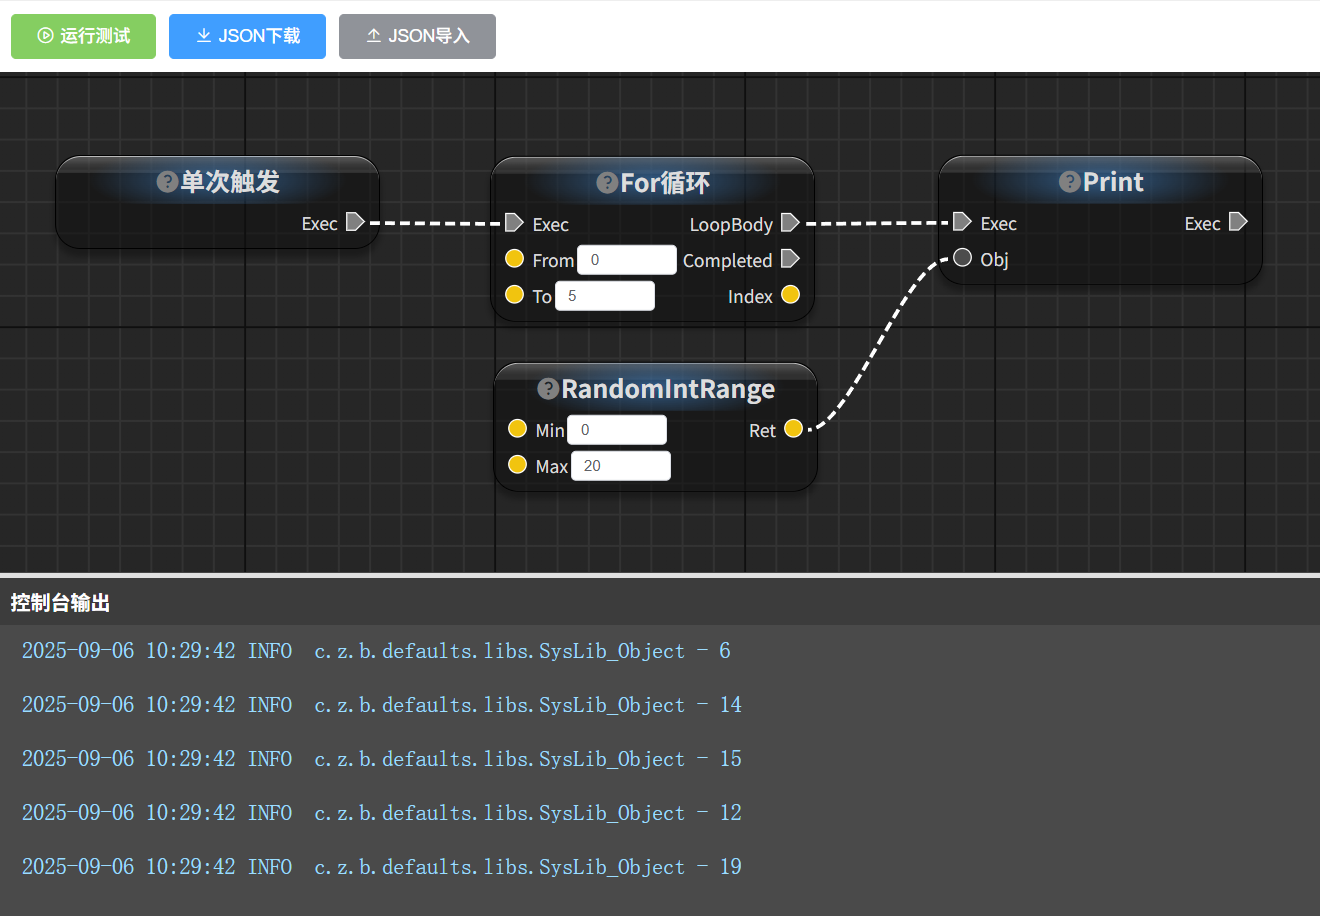 运行测试 JSON下载 JSON导入
?单次触发
Exec
?For循环
Exec LoopBody
From 0 Completed
To 5 Index
?Print
Exec Exec
Obj
?RandomIntRange
Min 0 Ret
Max 20
控制台输出
2025-09-06 10:29:42 INFO  c.z.b.defaults.libs.SysLib_Object - 6
2025-09-06 10:29:42 INFO  c.z.b.defaults.libs.SysLib_Object - 14
2025-09-06 10:29:42 INFO  c.z.b.defaults.libs.SysLib_Object - 15
2025-09-06 10:29:42 INFO  c.z.b.defaults.libs.SysLib_Object - 12
2025-09-06 10:29:42 INFO  c.z.b.defaults.libs.SysLib_Object - 19